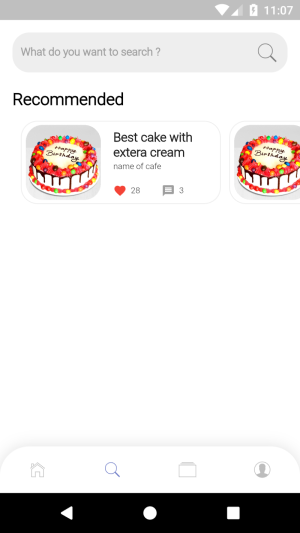 11:07
What do you want to search ?
Recommended
Best cake with
extera cream
name of cafe
28
3
Happy
Birthday
Happy
Birthday